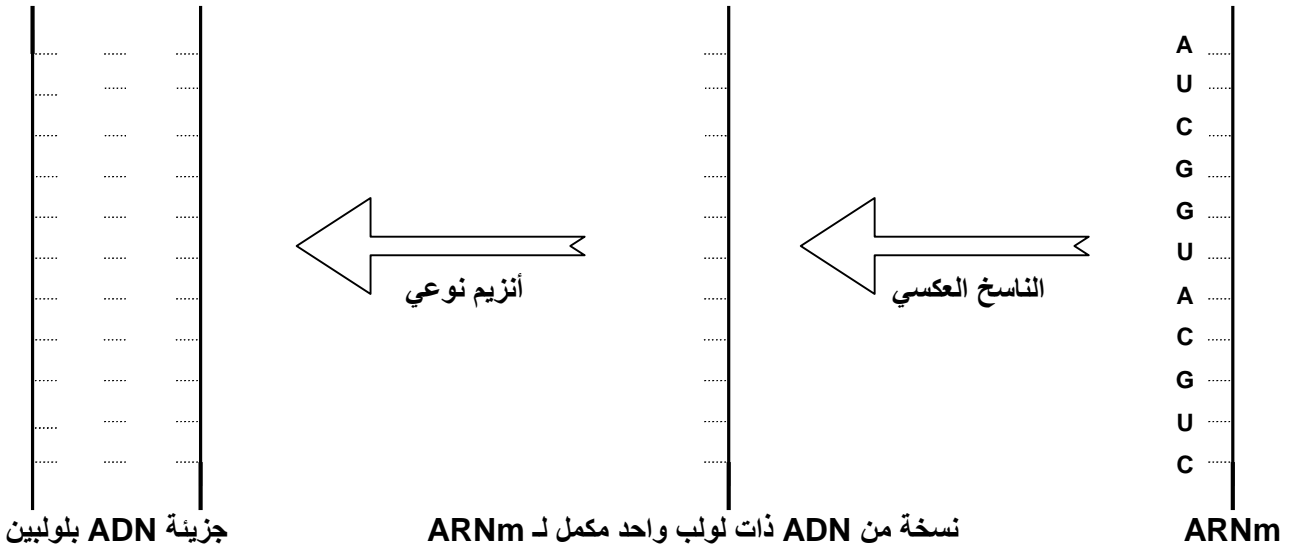 A
U
C
G
G
U
A
C
G
U
C
الناسخ العكسي
أنزيم نوعي
ARNm
نسخة من ADN ذات لولب واحد مكمل لـ ARNm
جزيئة ADN بلولبين